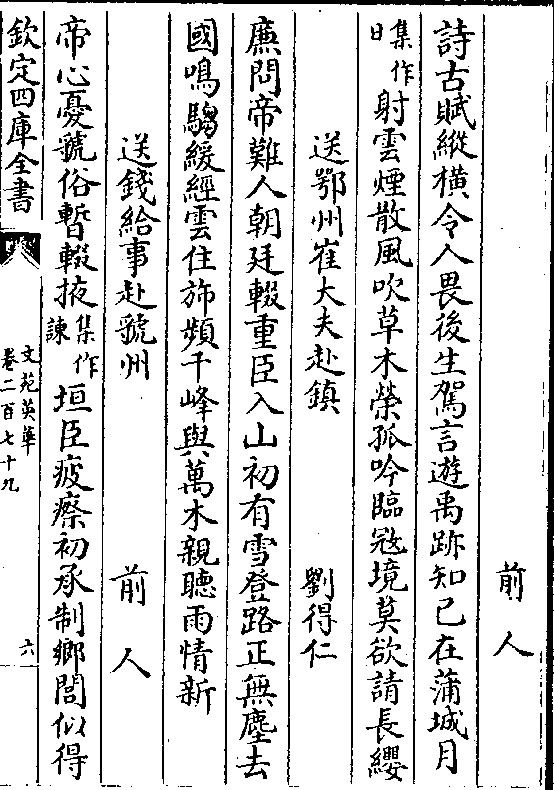 前人
詩古賦縱橫令人畏後生駕言遊禹跡知已在蒲城月
集作日射雲煙散風吹草木榮孤吟臨寇境莫欲請長纓
送鄂州崔大夫赴鎮 劉得仁
廉問帝難人朝廷輟重臣入山初有雪登路正無塵去
國鳴騶緩經雲住旆頻千峰與萬木親聽雨情新
送錢給事赴虢州 前人
帝心憂虢俗暫輟掖集作諫垣臣疲瘵初承制鄉閭似得
欽定四庫全書
文苑英華
卷二百七十九
六